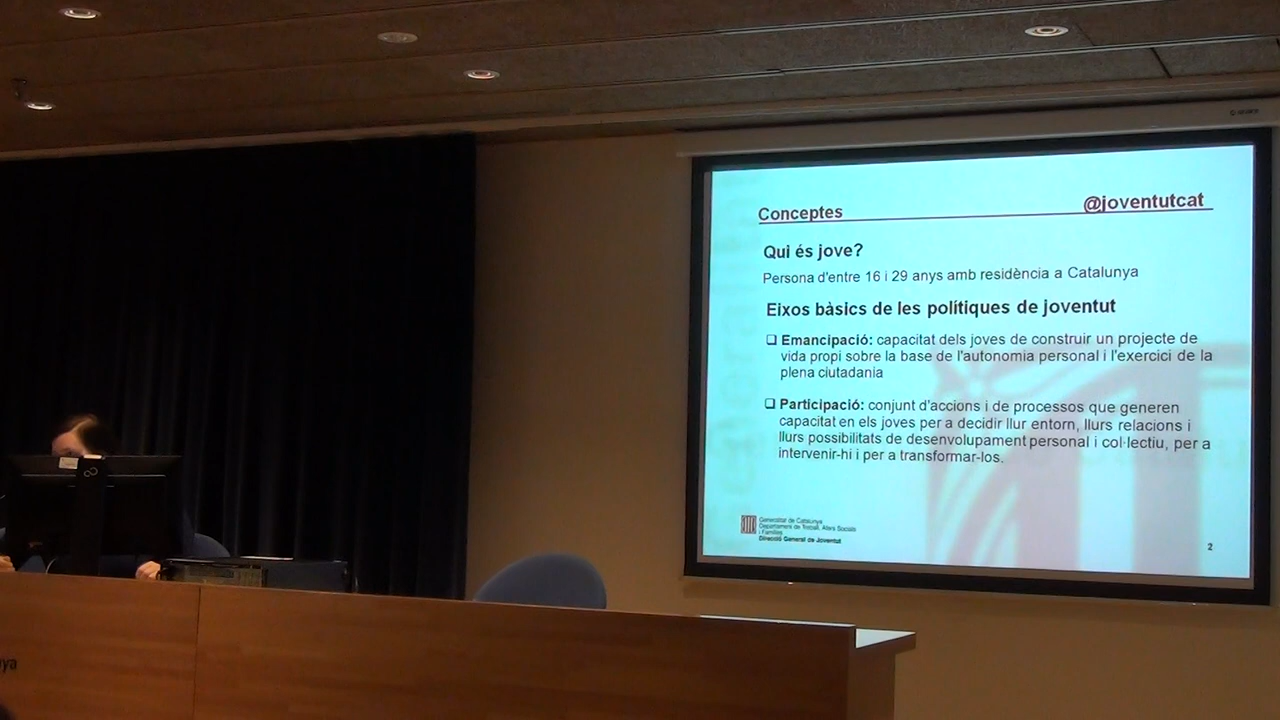 Conceptes
@joventutcat
Qui és jove?
Persona d'entre 16 i 29 anys amb residència a Catalunya
Eixos bàsics de les polítiques de joventut
❑ Emancipació: capacitat dels joves de construir un projecte de
vida propi sobre la base de l'autonomia personal i l'exercici de la
plena ciutadania
❑ Participació: conjunt d'accions i de processos que generen
capacitat en els joves per a decidir llur entorn, llurs relacions i
llurs possibilitats de desenvolupament personal i col·lectiu, per a
intervenir-hi i per a transformar-los.
Generalitat de Catalunya
Departament de Treball, Afers Socials
i Famílies
Direcció General de Joventut
2